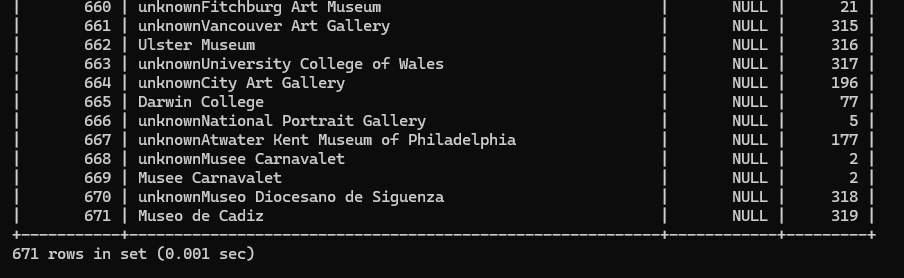 |       660 | unknownFitchburg Art Museum                               |       NULL |      21 |
|       661 | unknownVancouver Art Gallery                              |       NULL |     315 |
|       662 | Ulster Museum                                             |       NULL |     316 |
|       663 | unknownUniversity College of Wales                        |       NULL |     317 |
|       664 | unknownCity Art Gallery                                   |       NULL |     196 |
|       665 | Darwin College                                            |       NULL |      77 |
|       666 | unknownNational Portrait Gallery                          |       NULL |       5 |
|       667 | unknownAtwater Kent Museum of Philadelphia                |       NULL |     177 |
|       668 | unknownMusee Carnavalet                                   |       NULL |       2 |
|       669 | Musee Carnavalet                                          |       NULL |       2 |
|       670 | unknownMuseo Diocesano de Siguenza                        |       NULL |     318 |
|       671 | Museo de Cadiz                                            |       NULL |     319 |
+-----------+-----------------------------------------------------------+------------+---------+
671 rows in set (0.001 sec)